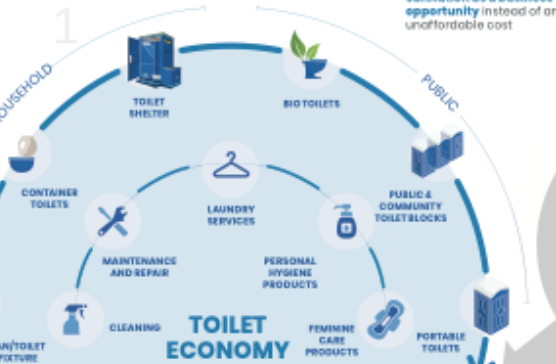 1
opportunity instead of an
unaffordable cost
PUBLIC
TOILET
SHELTER
BIO TOILETS
CONTAINER
TOILETS
PUBLIC &
COMMUNITY
TOILET BLOCKS
LAUNDRY
SERVICES
MAINTENANCE
AND REPAIR
PERSONAL
HYGIENE
PRODUCTS
CLEANING
TOILET
ECONOMY
FEMININE
CARE
PRODUCTS
PORTABLE
TOILETS